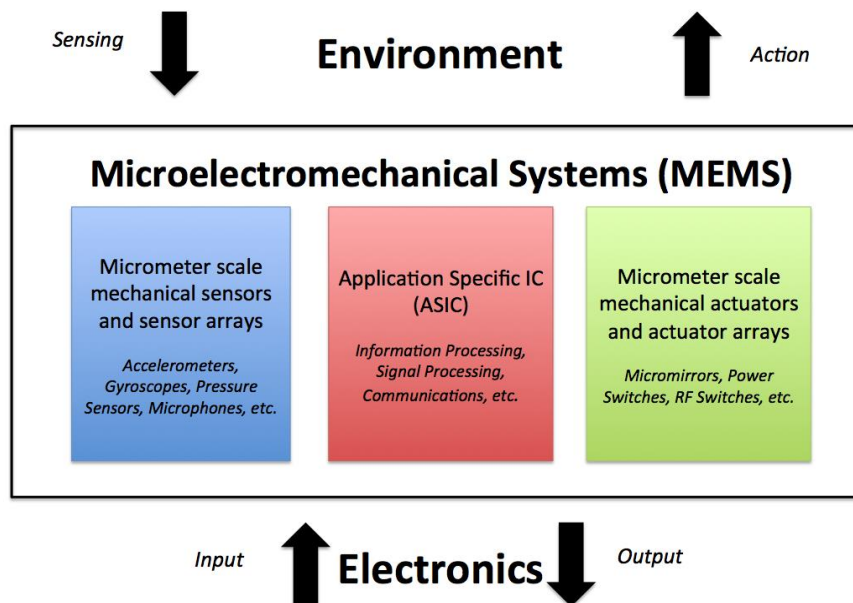 Sensing
Environment
Action
Microelectromechanical Systems (MEMS)
Micrometer scale
mechanical sensors
and sensor arrays
Accelerometers,
Gyroscopes, Pressure
Sensors, Microphones, etc.
Application Specific IC
(ASIC)
Information Processing,
Signal Processing,
Communications, etc.
Micrometer scale
mechanical actuators
and actuator arrays
Micromirrors, Power
Switches, RF Switches, etc.
Input
Electronics
Output